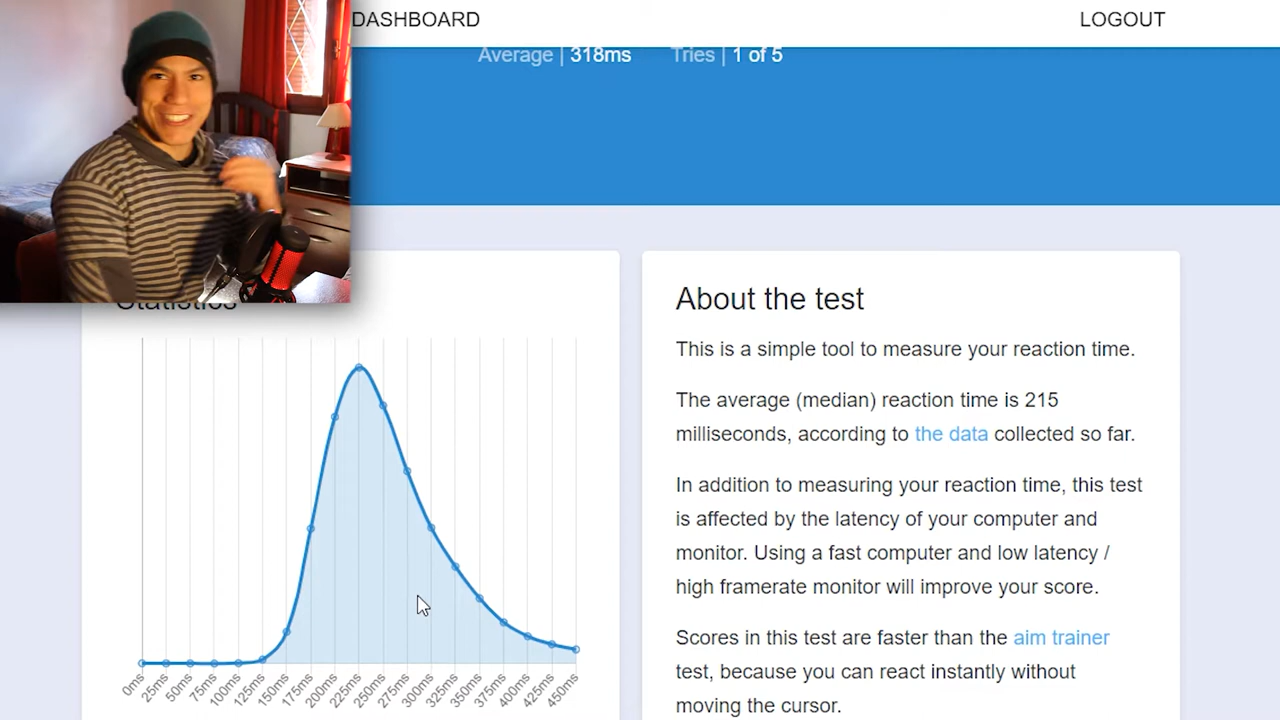 DASHBOARD
LOGOUT
Average | 318ms
Tries | 1 of 5
Statistics
0ms
25ms
50ms
75ms
100ms
125ms
150ms
175ms
200ms
225ms
250ms
275ms
300ms
325ms
350ms
375ms
400ms
425ms
450ms
About the test
This is a simple tool to measure your reaction time.
The average (median) reaction time is 215
milliseconds, according to the data collected so far.
In addition to measuring your reaction time, this test
is affected by the latency of your computer and
monitor. Using a fast computer and low latency /
high framerate monitor will improve your score.
Scores in this test are faster than the aim trainer
test, because you can react instantly without
moving the cursor.